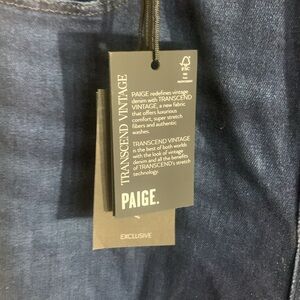 TRANSCEND VINTAGE
PAIGE redefines vintage
denim with TRANSCEND
VINTAGE, a new fabric
that offers luxurious
comfort, super stretch
fibers and authentic
washes.
TRANSCEND VINTAGE
is the best of both worlds
with the look of vintage
denim and all the benefits
of TRANSCEND's stretch
technology.
PAIGE.
FSC
EXCLUSIVE